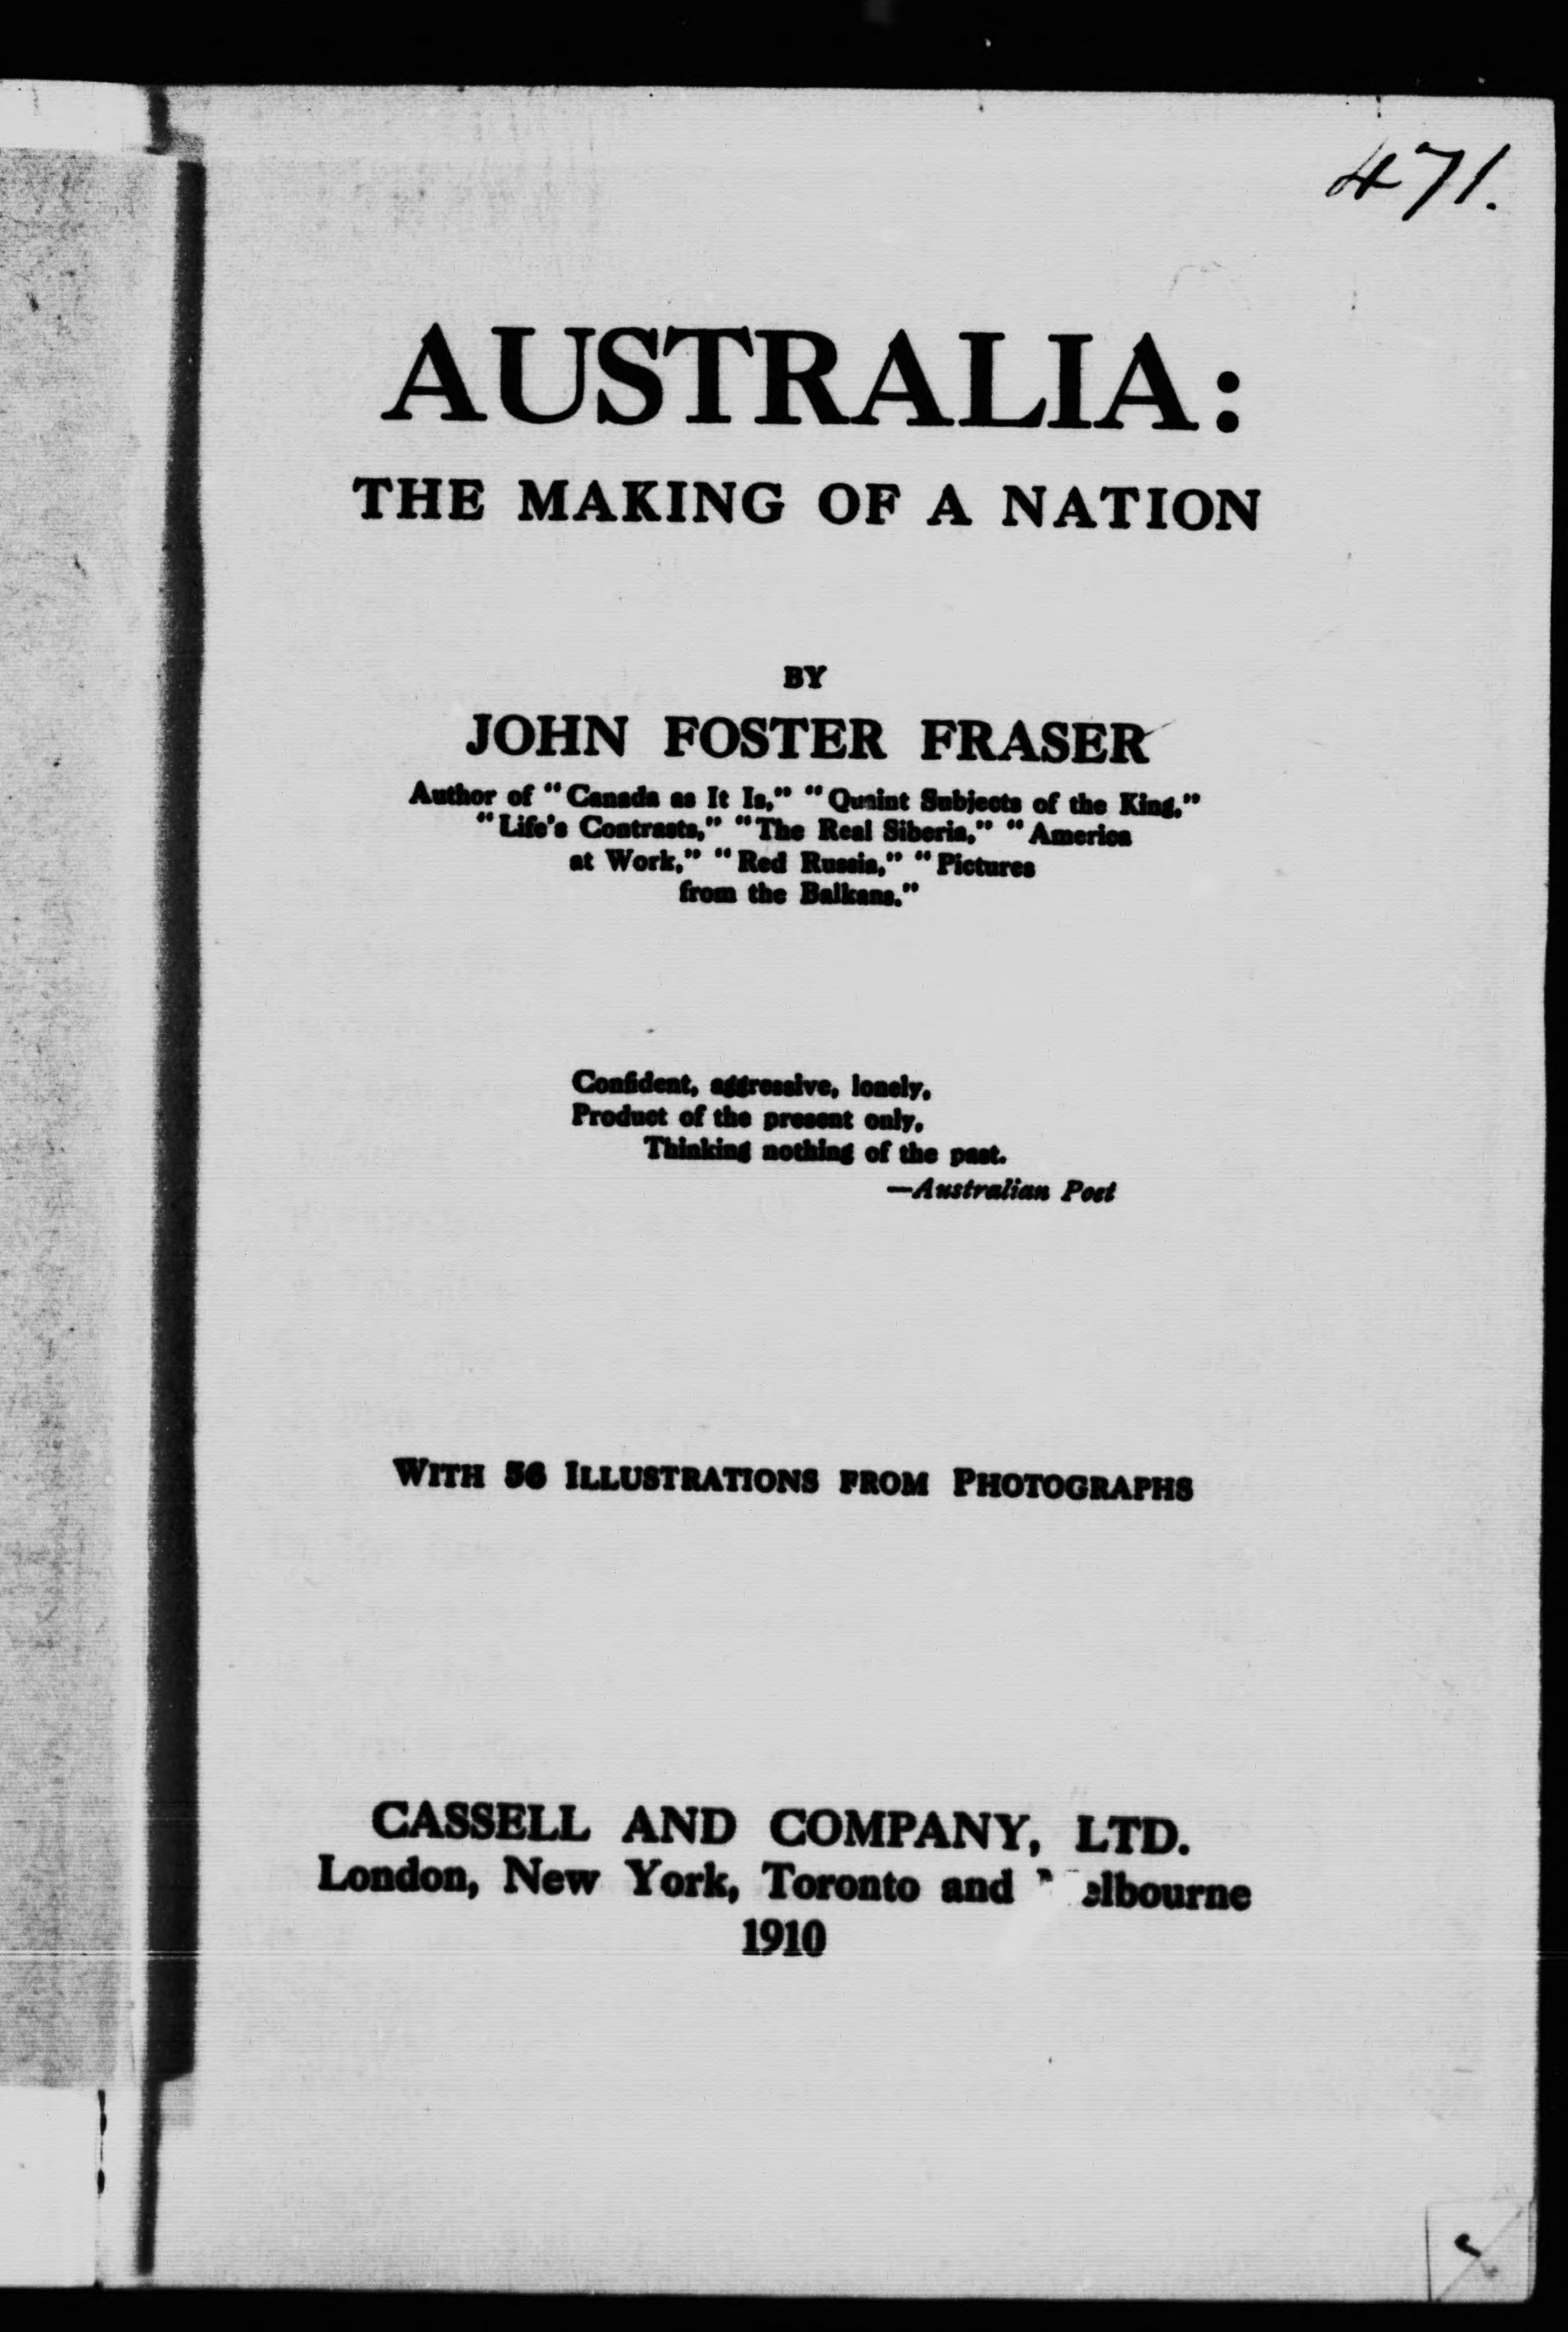 471.
AUSTRALIA:
THE MAKING OF A NATION
BY
JOHN FOSTER FRASER
Author of "Canada as It Is," "Quaint Subjects of the King,"
"Life's Contrasts," "The Real Siberia," "America
at Work," "Red Russia," "Pictures
from the Balkans."
Confident, aggressive, lonely,
Product of the present only,
Thinking nothing of the past.
—Australian Poet
WITH 56 ILLUSTRATIONS FROM PHOTOGRAPHS
CASSELL AND COMPANY, LTD.
London, New York, Toronto and Melbourne
1910